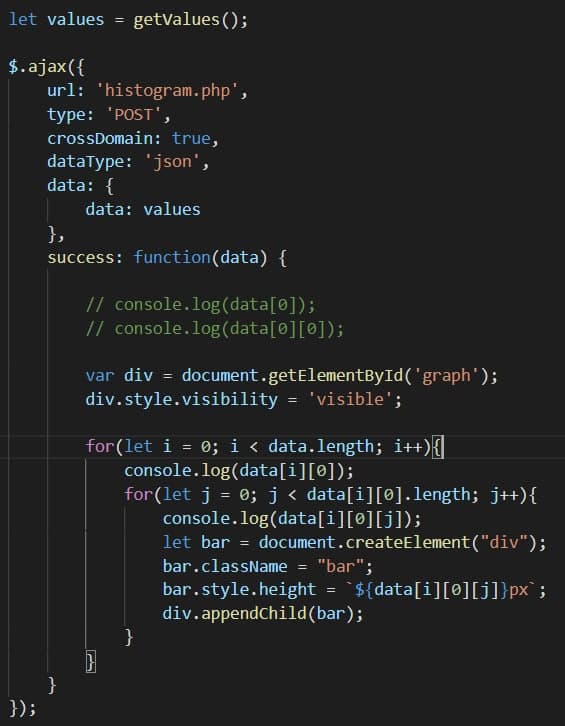 let values = getValues();
$.ajax({
    url: 'histogram.php',
    type: 'POST',
    crossDomain: true,
    dataType: 'json',
    data: {
        data: values
    },
    success: function(data) {
        // console.log(data[0]);
        // console.log(data[0][0]);
        var div = document.getElementById('graph');
        div.style.visibility = 'visible';
        for(let i = 0; i < data.length; i++){
            console.log(data[i][0]);
            for(let j = 0; j < data[i][0].length; j++){
                console.log(data[i][0][j]);
                let bar = document.createElement("div");
                bar.className = "bar";
                bar.style.height = `${data[i][0][j]}px`;
                div.appendChild(bar);
            }
        }
    }
});